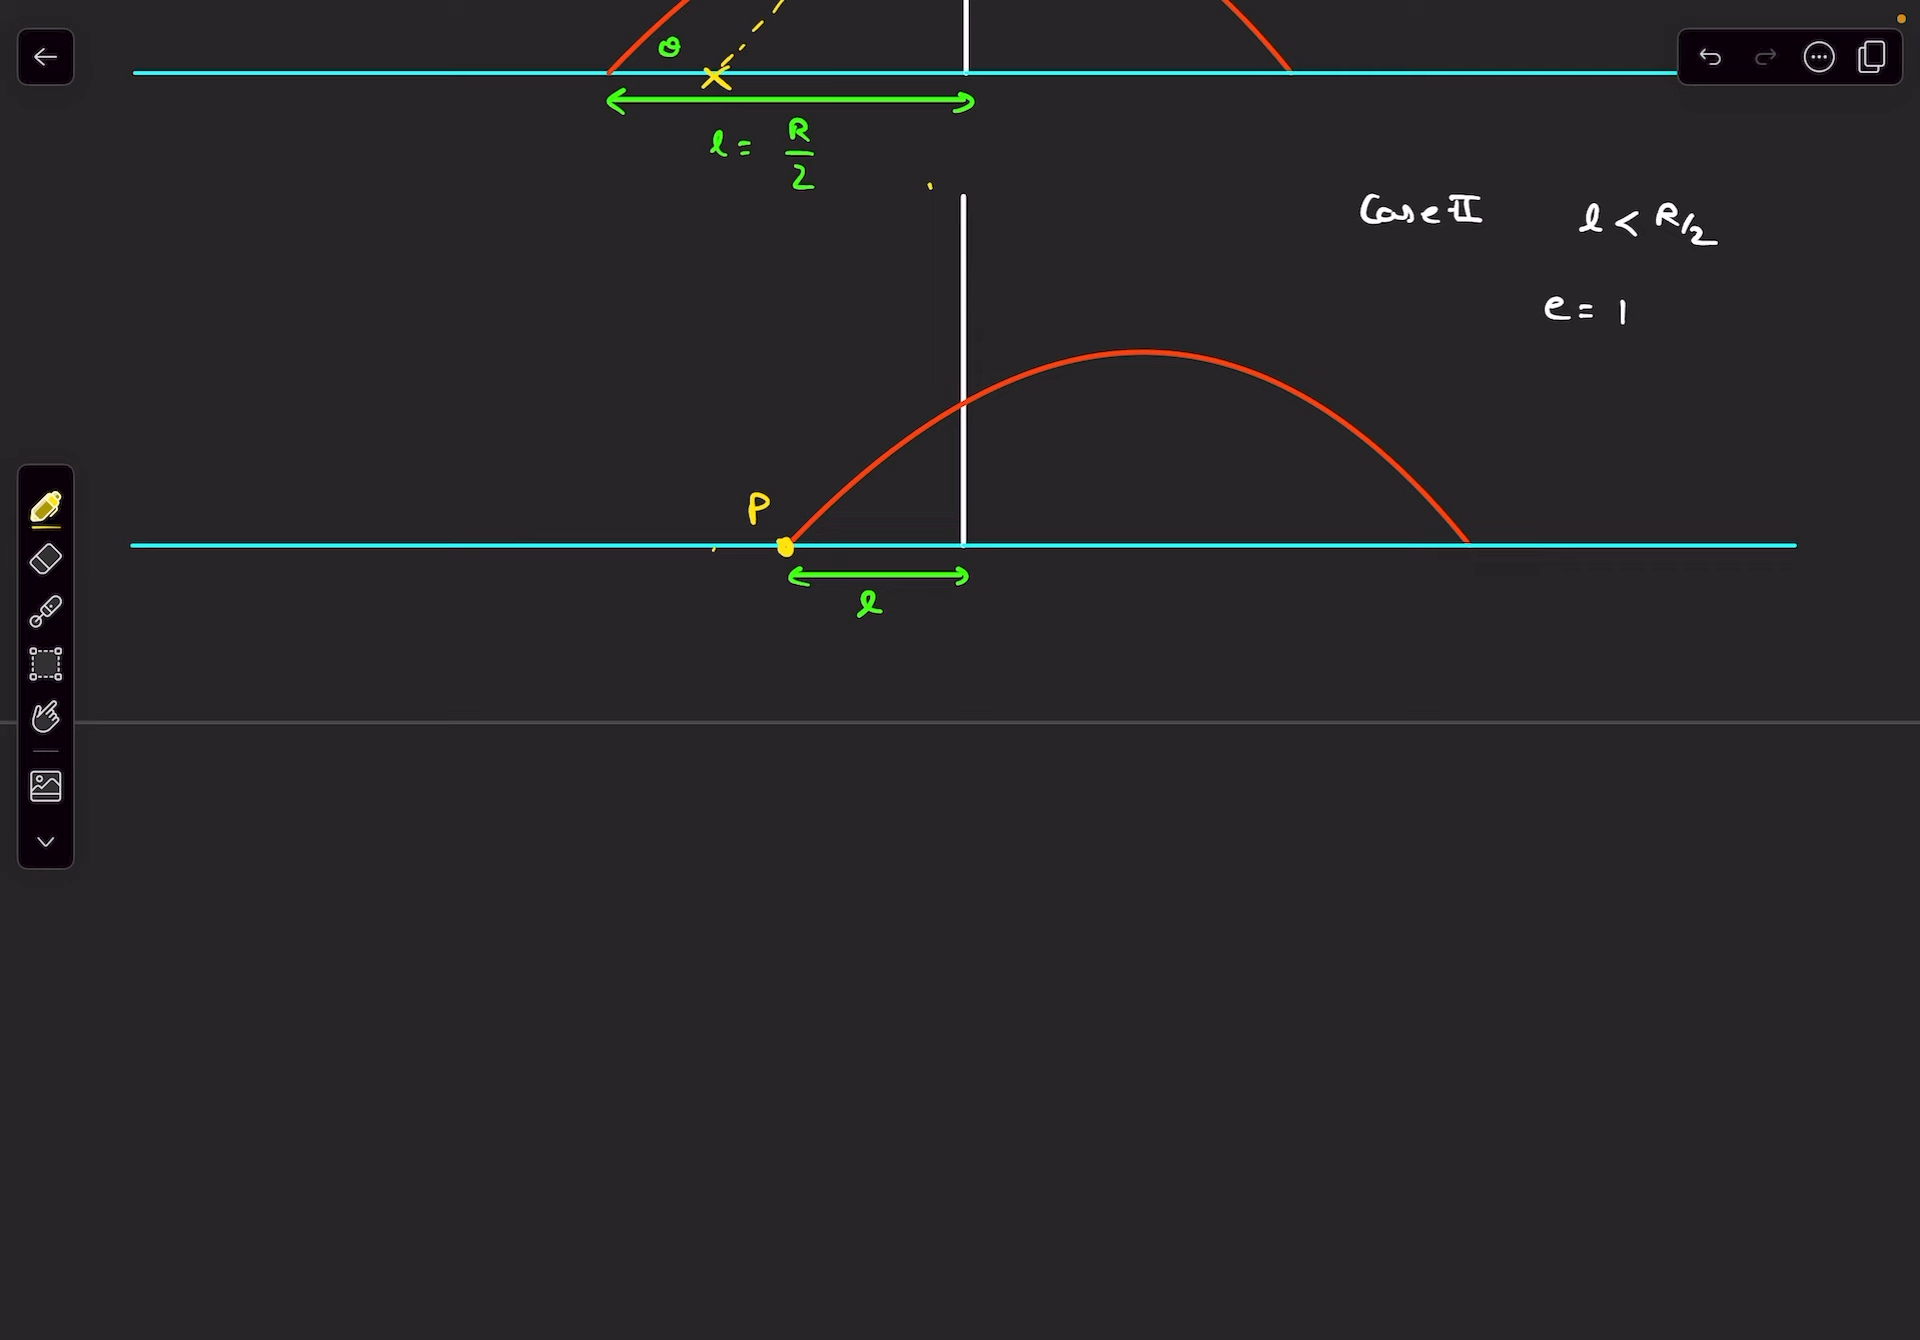 θ
l = R/2
Case II l < R/2
e = 1
P
l